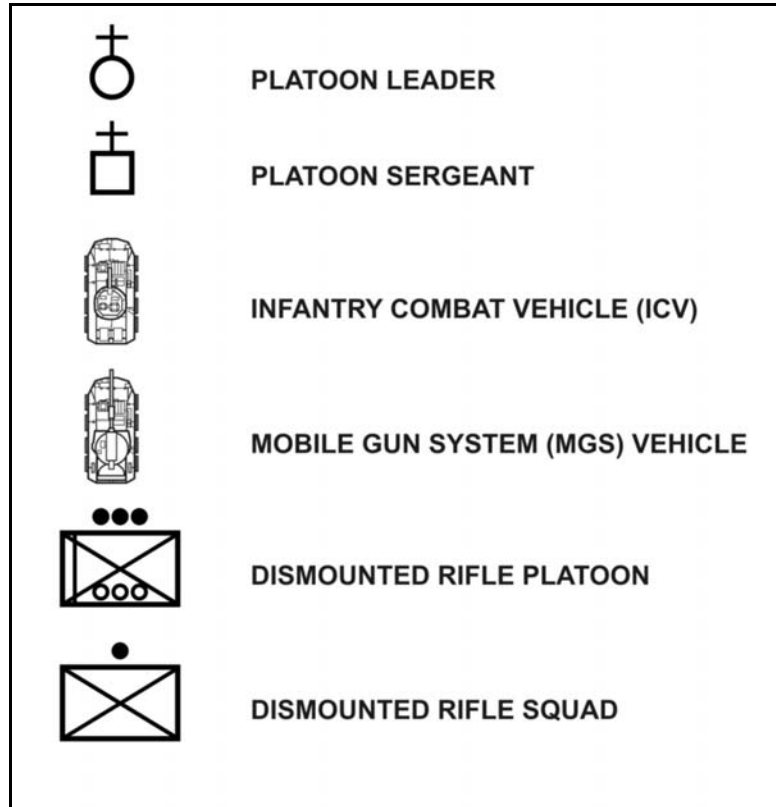 PLATOON LEADER
PLATOON SERGEANT
INFANTRY COMBAT VEHICLE (ICV)
MOBILE GUN SYSTEM (MGS) VEHICLE
DISMOUNTED RIFLE PLATOON
DISMOUNTED RIFLE SQUAD